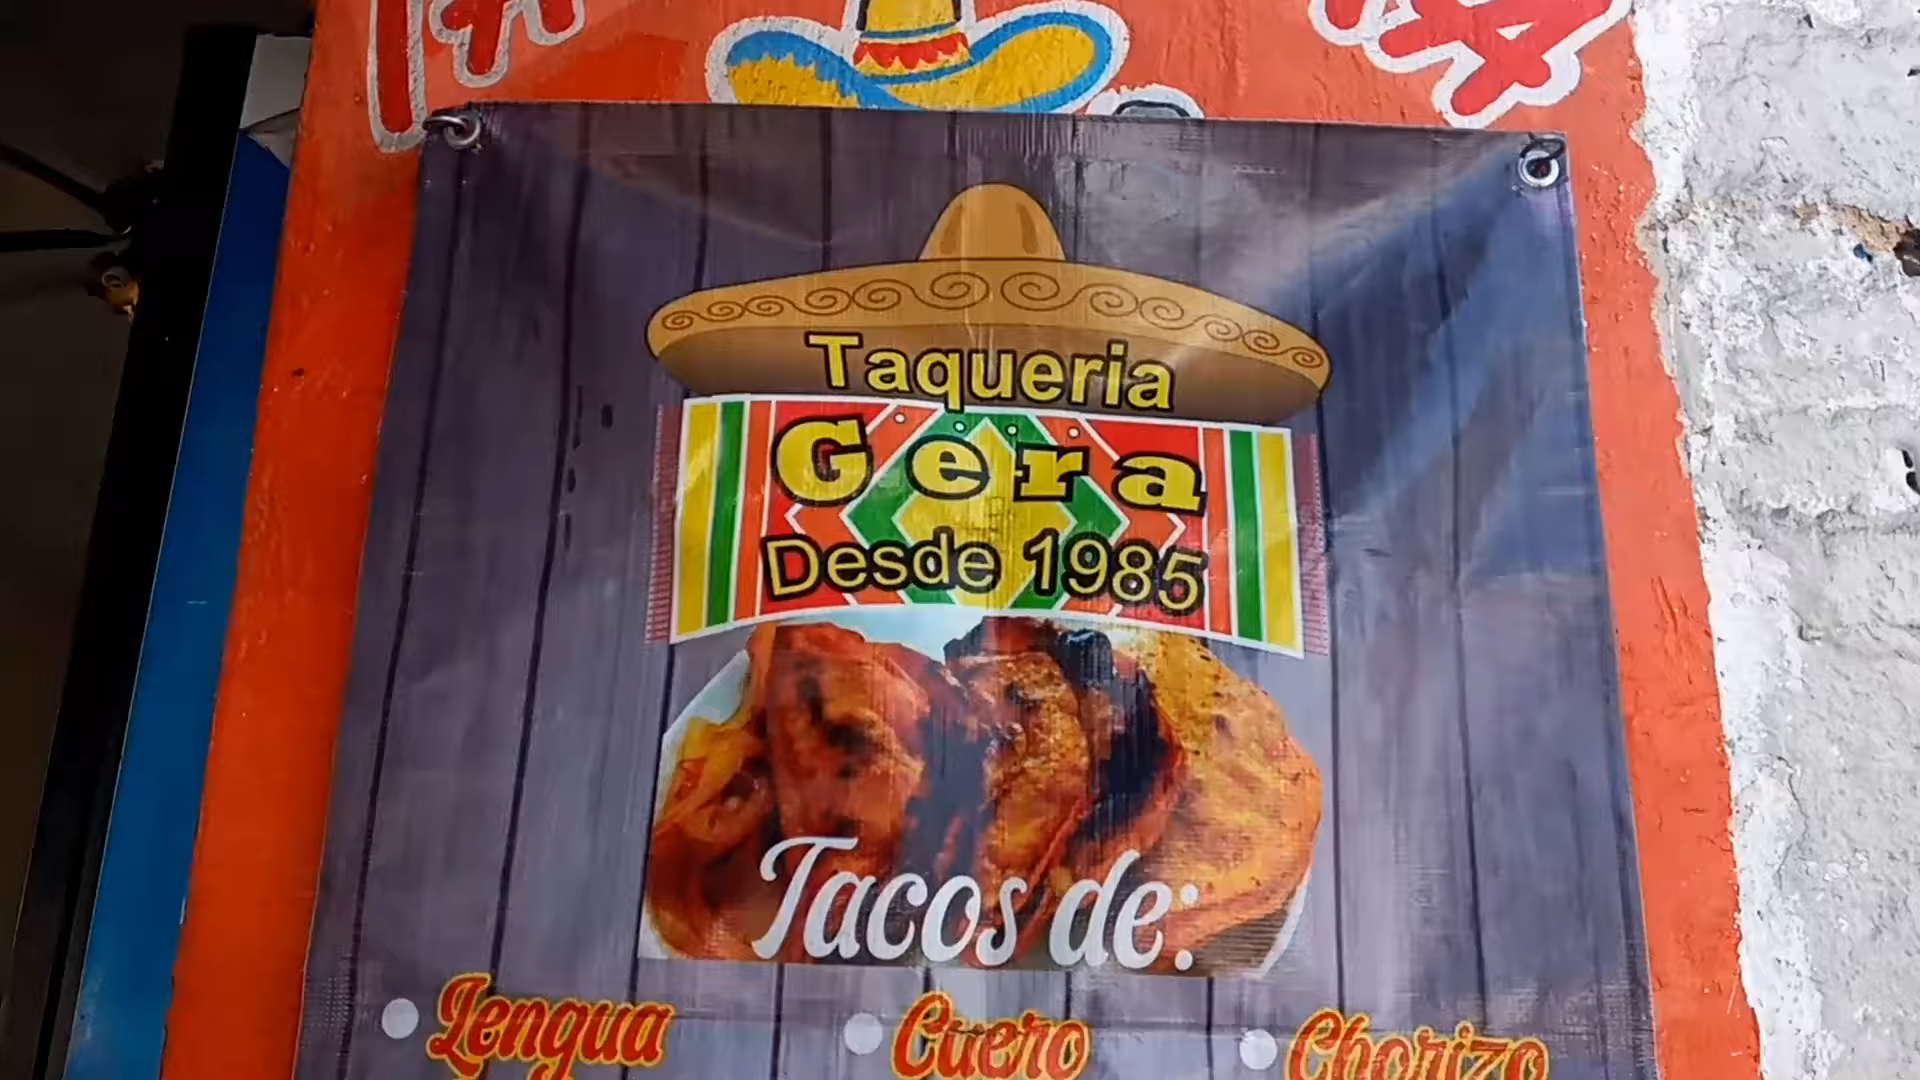 Taqueria
Gera
Desde 1985
Tacos de:
Lengua Cuero Chorizo